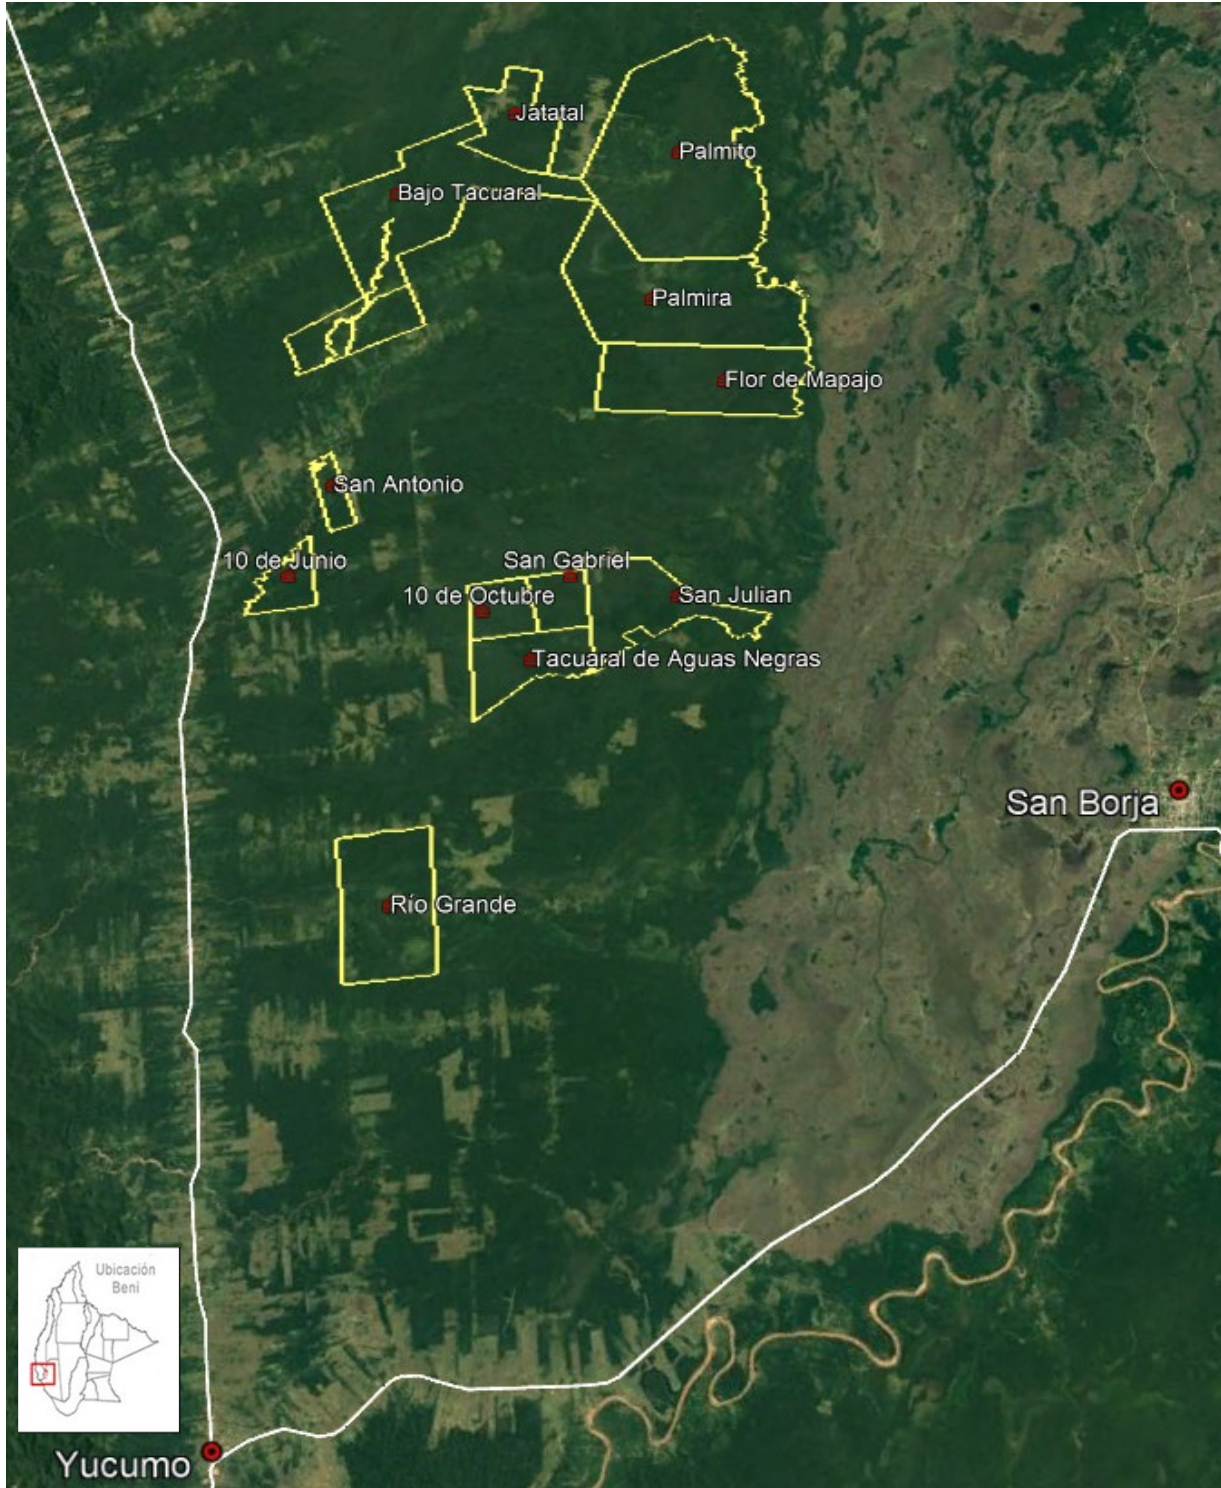 Jatatal
Palmito
Bajo Tacuaral
Palmira
Flor de Mapajo
San Antonio
10 de Junio
San Gabriel
10 de Octubre
San Julian
Tacuaral de Aguas Negras
San Borja
Río Grande
Ubicación
Beni
Yucumo